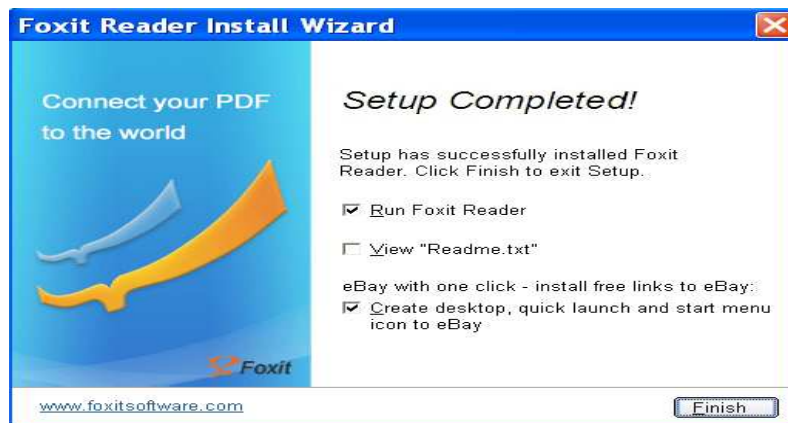 Foxit Reader Install Wizard
Connect your PDF
to the world
Setup Completed!
Setup has successfully installed Foxit
Reader. Click Finish to exit Setup.
Run Foxit Reader
View "Readme.txt"
eBay with one click - install free links to eBay:
Create desktop, quick launch and start menu
icon to eBay
Foxit
www.foxitsoftware.com
Finish